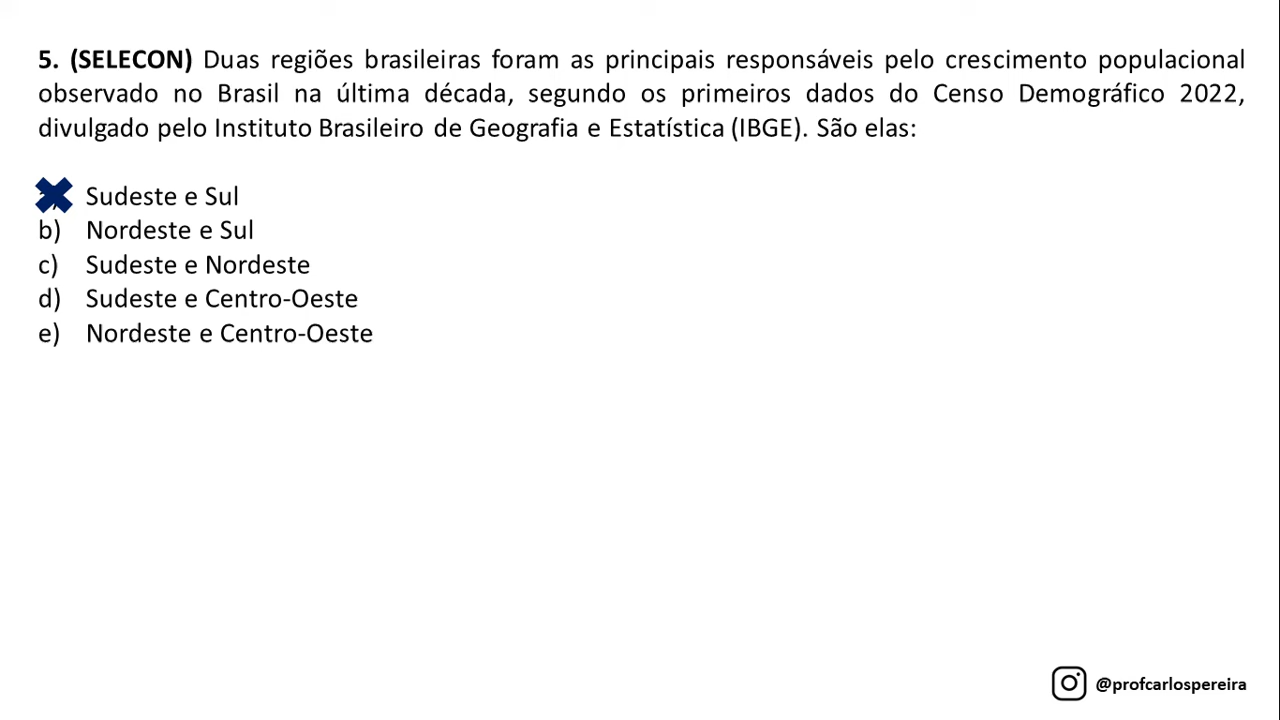 5. (SELECON) Duas regiões brasileiras foram as principais responsáveis pelo crescimento populacional
observado no Brasil na última década, segundo os primeiros dados do Censo Demográfico 2022,
divulgado pelo Instituto Brasileiro de Geografia e Estatística (IBGE). São elas:
Sudeste e Sul
b) Nordeste e Sul
c) Sudeste e Nordeste
d) Sudeste e Centro-Oeste
e) Nordeste e Centro-Oeste
@profcarlospereira